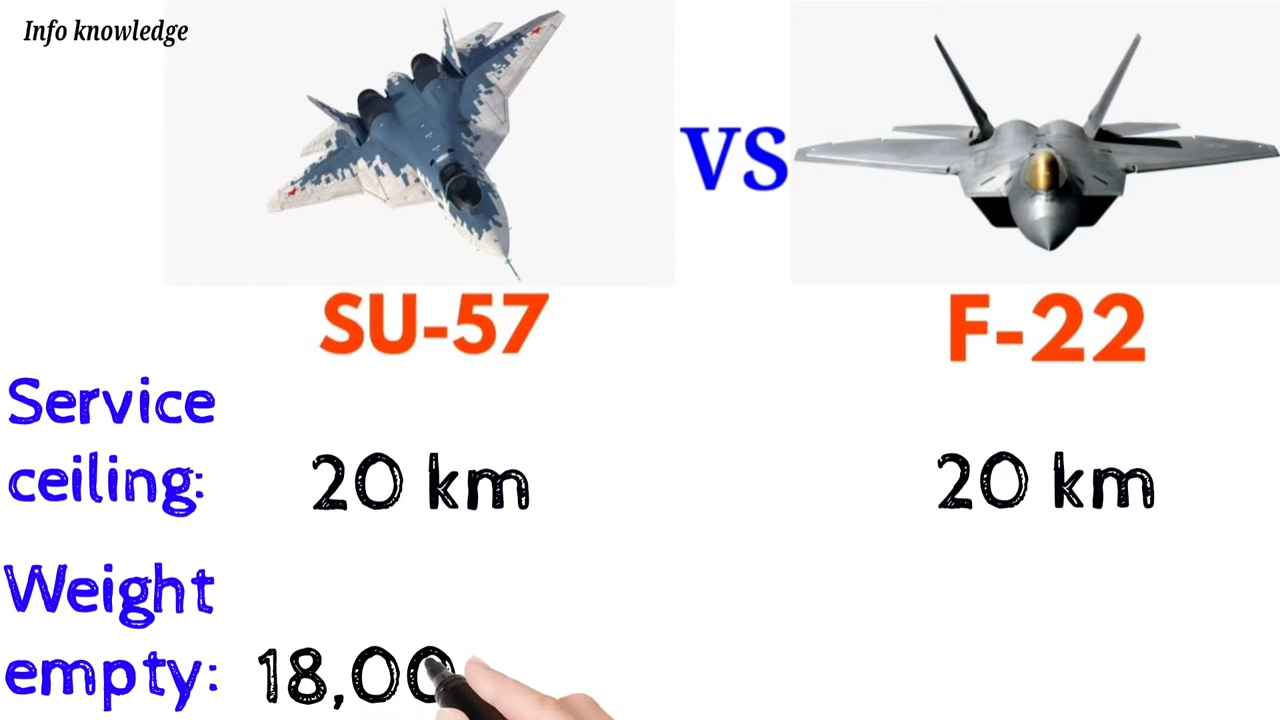 Info knowledge
VS
SU-57
F-22
Service
ceiling:
20 km
20 km
Weight
empty:
18,00